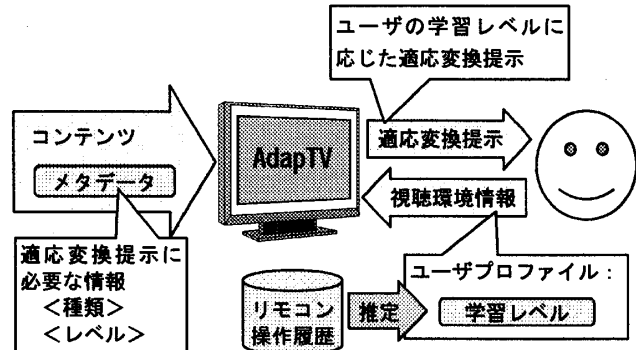 ユーザの学習レベルに
応じた適応変換提示
コンテンツ
メタデータ
AdapTV
適応変換提示
視聴環境情報
適応変換提示に
必要な情報
＜種類＞
＜レベル＞
リモコン
操作履歴
推定
ユーザプロファイル：
学習レベル